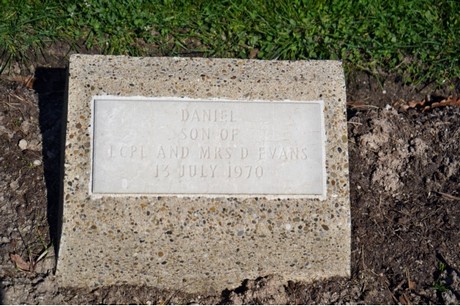 DANIEL
SON OF
LCPL AND MRS D EVANS
13 JULY 1970